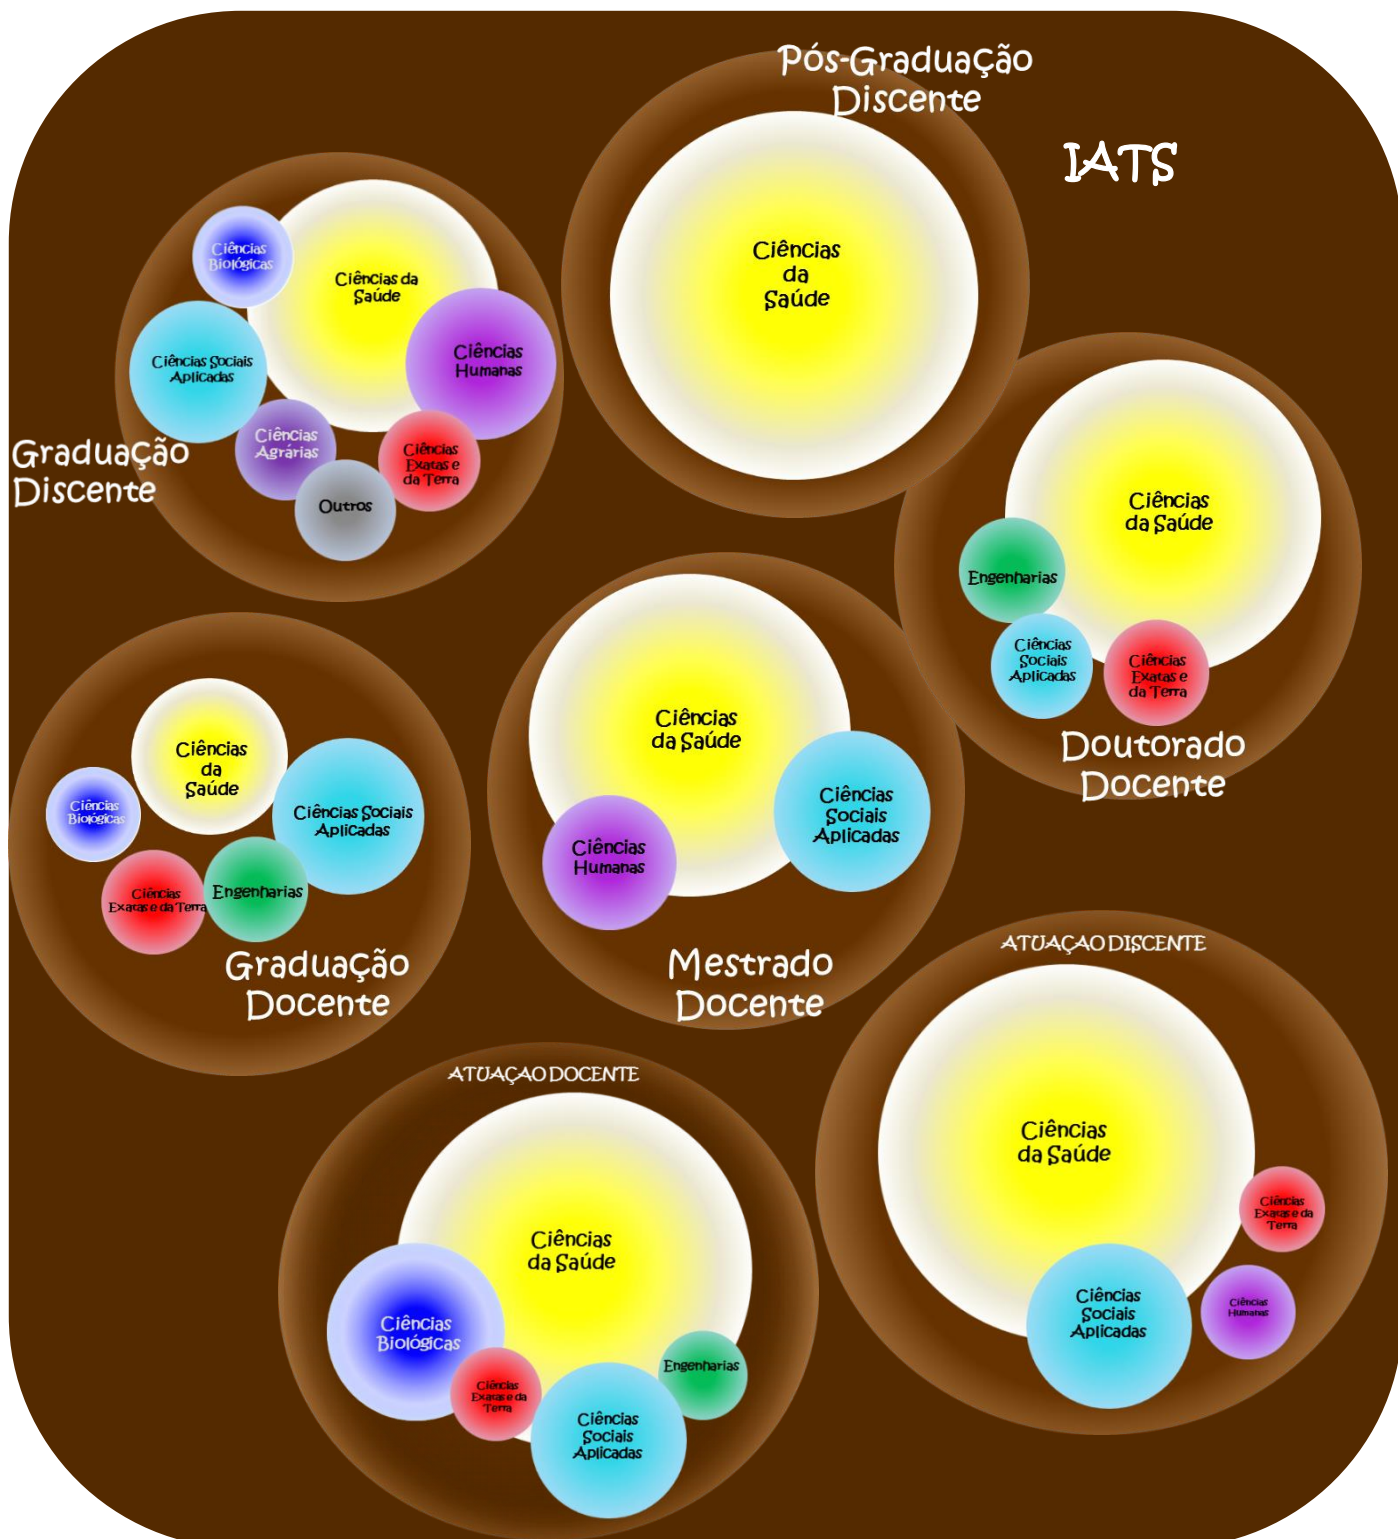 Pós-Graduação
Discente
IATS
Ciências
da
Saúde
Ciências
Biológicas
Ciências da
Saúde
Ciências Sociais
Aplicadas
Ciências
Humanas
Ciências
Agrárias
Ciências
Exatas e
da Terra
Outros
Graduação
Discente
Ciências
da Saúde
Engenharias
Ciências
Sociais
Aplicadas
Ciências
Exatas e
da Terra
Doutorado
Docente
Ciências
da Saúde
Ciências
Humanas
Ciências
Sociais
Aplicadas
Mestrado
Docente
Ciências
da
Saúde
Ciências
Biológicas
Ciências Sociais
Aplicadas
Ciências
Exatas e da Terra
Engenharias
Graduação
Docente
ATUAÇAO DISCENTE
Ciências
da Saúde
Ciências
Exatas e da
Terra
Ciências
Sociais
Aplicadas
Ciências
Humanas
ATUAÇAO DOCENTE
Ciências
da Saúde
Ciências
Biológicas
Ciências
Exatas e da
Terra
Engenharias
Ciências
Sociais
Aplicadas